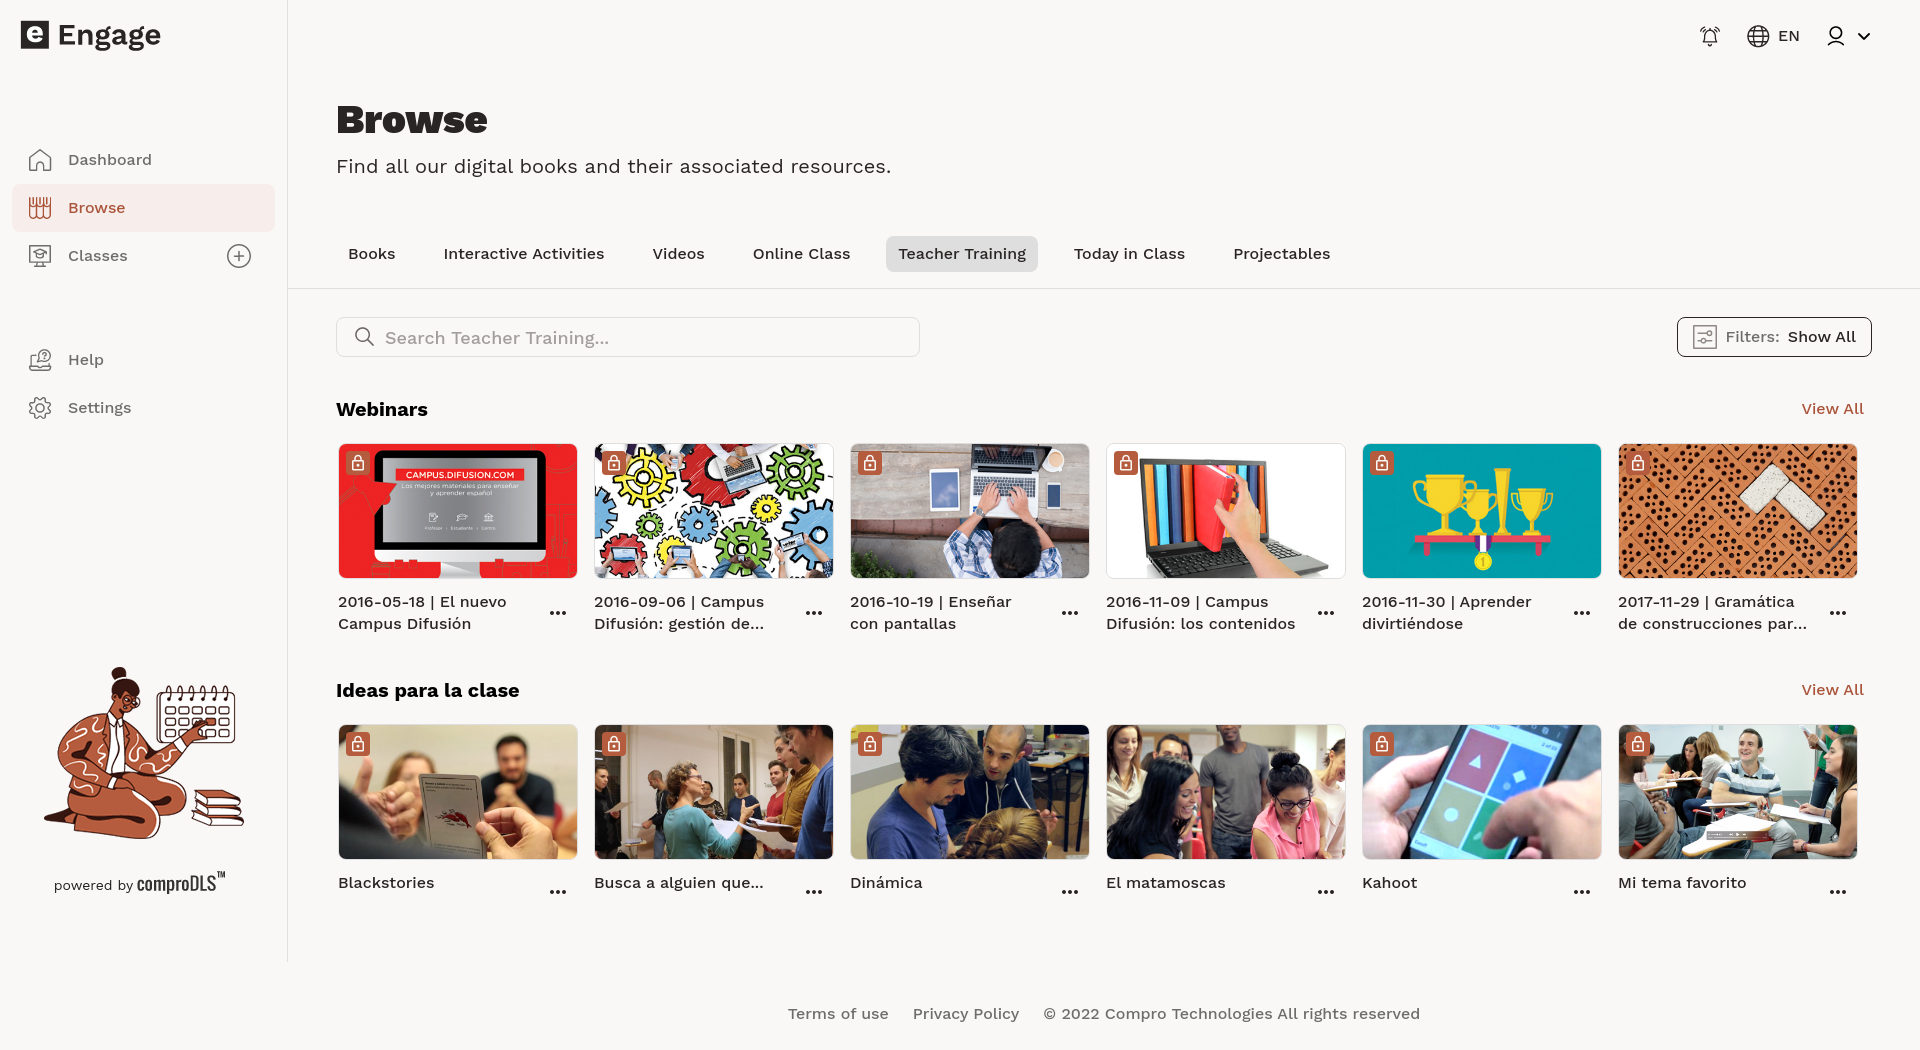 e Engage
EN
Dashboard
Browse
Classes
Help
Settings
powered by comproDLS™
Browse
Find all our digital books and their associated resources.
Books
Interactive Activities
Videos
Online Class
Teacher Training
Today in Class
Projectables
Search Teacher Training...
Filters: Show All
Webinars
View All
CAMPUS.DIFUSION.COM
Los mejores materiales para enseñar
y aprender español
2016-05-18 | El nuevo
Campus Difusión
2016-09-06 | Campus
Difusión: gestión de...
2016-10-19 | Enseñar
con pantallas
2016-11-09 | Campus
Difusión: los contenidos
2016-11-30 | Aprender
divirtiéndose
2017-11-29 | Gramática
de construcciones par...
Ideas para la clase
View All
Blackstories
Busca a alguien que...
Dinámica
El matamoscas
Kahoot
Mi tema favorito
Terms of use
Privacy Policy
© 2022 Compro Technologies All rights reserved